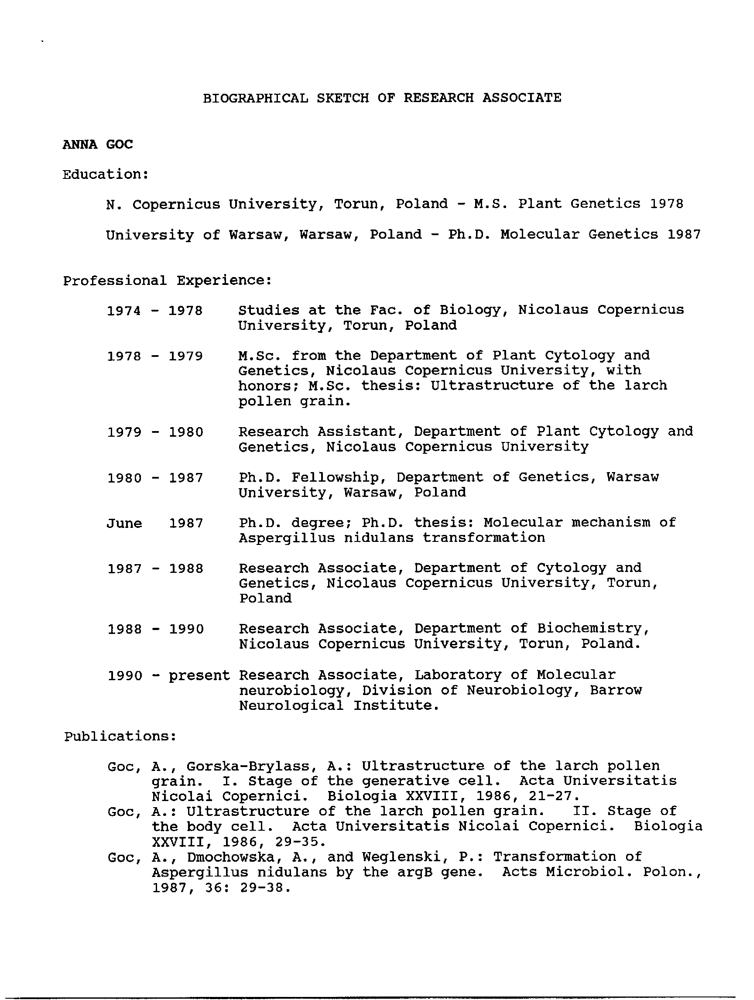 BIOGRAPHICAL SKETCH OF RESEARCH ASSOCIATE
ANNA GOC
Education:
N. Copernicus University, Torun, Poland - M.S. Plant Genetics 1978
University of Warsaw, Warsaw, Poland - Ph.D. Molecular Genetics 1987
Professional Experience:
1974 - 1978 Studies at the Fac. of Biology, Nicolaus Copernicus
University, Torun, Poland
1978 - 1979 M.Sc. from the Department of Plant Cytology and
Genetics, Nicolaus Copernicus University, with
honors; M.Sc. thesis: Ultrastructure of the larch
pollen grain.
1979 - 1980 Research Assistant, Department of Plant Cytology and
Genetics, Nicolaus Copernicus University
1980 - 1987 Ph.D. Fellowship, Department of Genetics, Warsaw
University, Warsaw, Poland
June 1987 Ph.D. degree; Ph.D. thesis: Molecular mechanism of
Aspergillus nidulans transformation
1987 - 1988 Research Associate, Department of Cytology and
Genetics, Nicolaus Copernicus University, Torun,
Poland
1988 - 1990 Research Associate, Department of Biochemistry,
Nicolaus Copernicus University, Torun, Poland.
1990 - present Research Associate, Laboratory of Molecular
neurobiology, Division of Neurobiology, Barrow
Neurological Institute.
Publications:
Goc, A., Gorska-Brylass, A.: Ultrastructure of the larch pollen
grain. I. Stage of the generative cell. Acta Universitatis
Nicolai Copernici. Biologia XXVIII, 1986, 21-27.
Goc, A.: Ultrastructure of the larch pollen grain. II. Stage of
the body cell. Acta Universitatis Nicolai Copernici. Biologia
XXVIII, 1986, 29-35.
Goc, A., Dmochowska, A., and Weglenski, P.: Transformation of
Aspergillus nidulans by the argB gene. Acts Microbiol. Polon.,
1987, 36: 29-38.